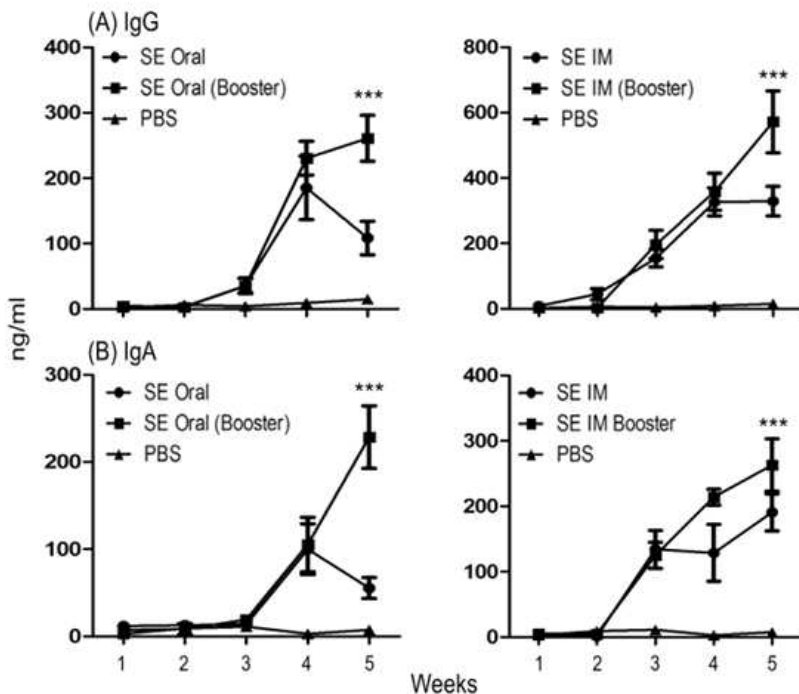 (A) IgG
400
300
200
100
0
SE Oral
SE Oral (Booster)
PBS
***
800
600
400
200
0
SE IM
SE IM (Booster)
PBS
***
ng/ml
(B) IgA
300
200
100
0
SE Oral
SE Oral (Booster)
PBS
***
1 2 3 4 5
400
300
200
100
0
SE IM
SE IM Booster
PBS
***
1 2 3 4 5
Weeks